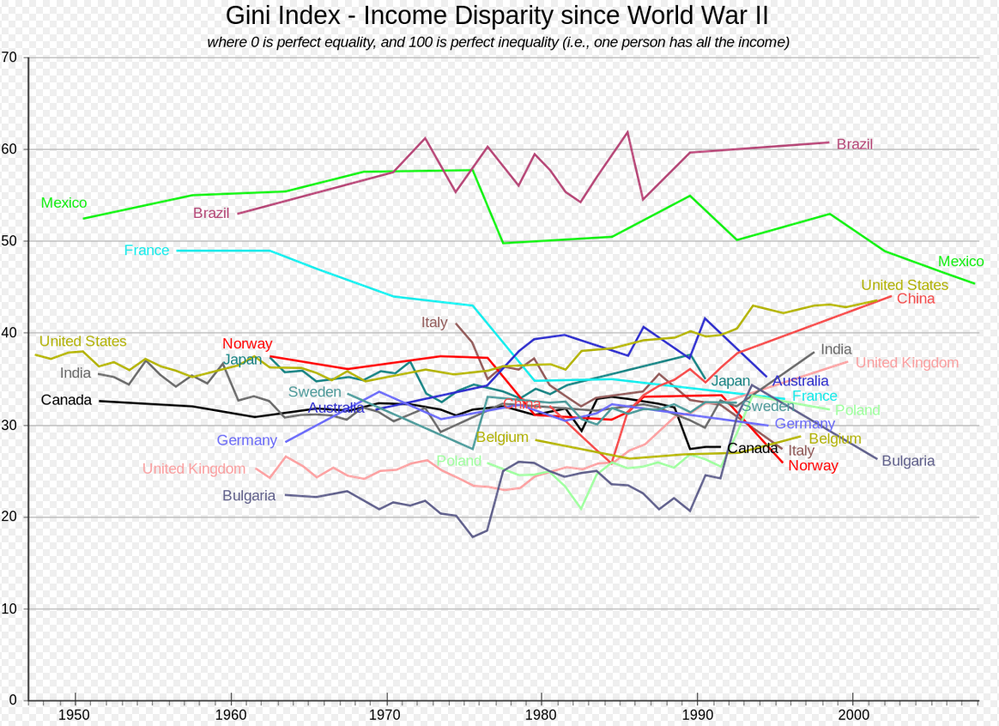 Gini Index - Income Disparity since World War II
where 0 is perfect equality, and 100 is perfect inequality (i.e., one person has all the income)
70
60
Brazil
Mexico
Brazil
50
France
Mexico
United States
China
Italy
40
United States
Norway
India
Japan
United Kingdom
India
Japan
Australia
Sweden
France
Canada
China
Sweden
Australia
Poland
30
Germany
Belgium
Belgium
Germany
Canada
Italy
Poland
Bulgaria
Norway
United Kingdom
Bulgaria
20
10
0
1950 1960 1970 1980 1990 2000